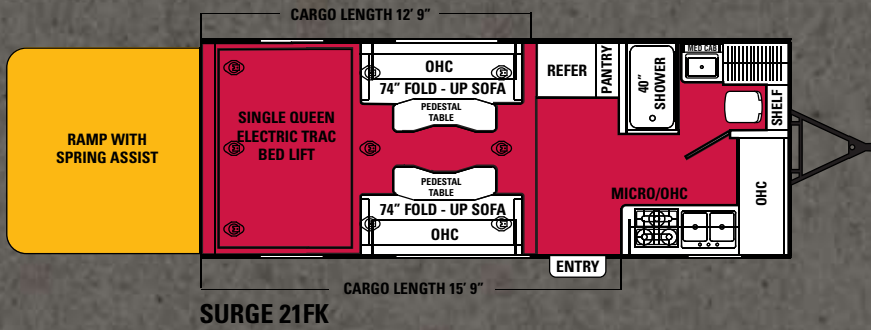 CARGO LENGTH 12' 9"
RAMP WITH
SPRING ASSIST
SINGLE QUEEN
ELECTRIC TRAC
BED LIFT
OHC
74" FOLD - UP SOFA
PEDESTAL
TABLE
PEDESTAL
TABLE
74" FOLD - UP SOFA
OHC
REFER
PANTRY
40"
SHOWER
MED CAB
SHELF
MICRO/OHC
OHC
ENTRY
CARGO LENGTH 15' 9"
SURGE 21FK